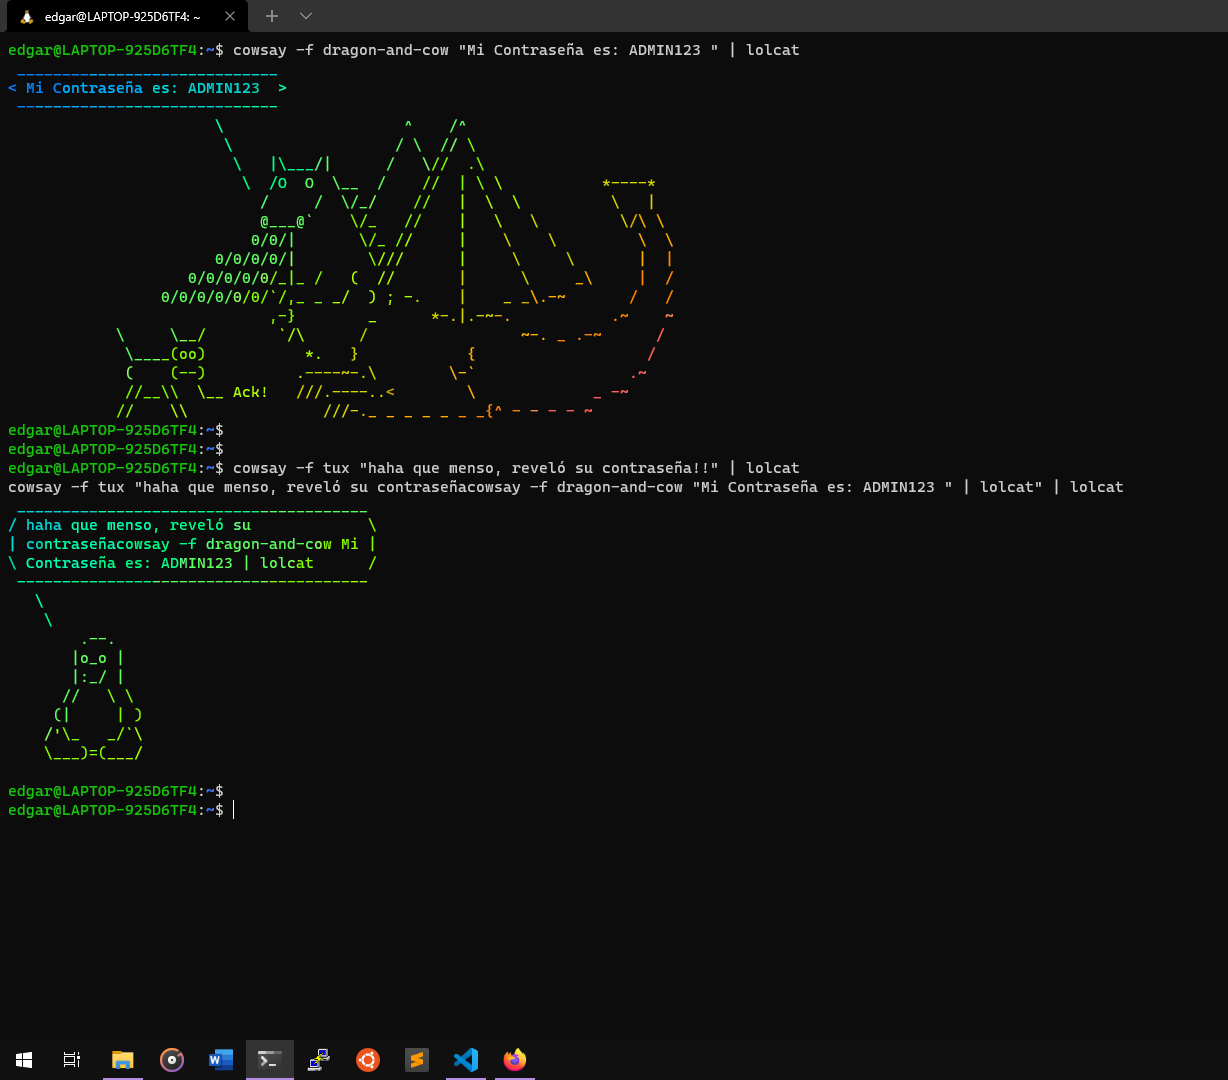 edgar@LAPTOP-925D6TF4: ~
edgar@LAPTOP-925D6TF4:~$ cowsay -f dragon-and-cow "Mi Contraseña es: ADMIN123 " | lolcat
 _____________________________
< Mi Contraseña es: ADMIN123  >
 -----------------------------
                       \                    ^    /^
                        \                  / \  // \
                         \   |\___/|      /   \//  .\
                          \  /O  O  \__  /    //  | \ \           *----*
                            /     /  \/_/    //   |  \  \          \   |
                            @___@`    \/_   //    |   \   \         \/\ \
                           0/0/|       \/_ //     |    \    \         \  \
                       0/0/0/0/|        \///      |     \     \       |  |
                    0/0/0/0/0/_|_ /   (  //       |      \     _\     |  /
                 0/0/0/0/0/0/`/,_ _ _/  ) ; -.    |    _ _\.-~       /   /
                             ,-}        _      *-.|.-~-.           .~    ~
            \     \__/        `/\      /                 ~-. _ .-~      /
             \____(oo)           *.   }            {                   /
             (    (--)          .----~-.\        \-`                 .~
             //__\\  \__ Ack!   ///.----..<        \             _ -~
            //    \\               ///-._ _ _ _ _ _ _{^ - - - - ~
edgar@LAPTOP-925D6TF4:~$
edgar@LAPTOP-925D6TF4:~$
edgar@LAPTOP-925D6TF4:~$ cowsay -f tux "haha que menso, reveló su contraseña!!" | lolcat
cowsay -f tux "haha que menso, reveló su contraseñacowsay -f dragon-and-cow "Mi Contraseña es: ADMIN123 " | lolcat" | lolcat
 _______________________________________
/ haha que menso, reveló su             \
| contraseñacowsay -f dragon-and-cow Mi |
\ Contraseña es: ADMIN123 | lolcat      /
 ---------------------------------------
   \
    \
        .--.
       |o_o |
       |:_/ |
      //   \ \
     (|     | )
    /'\_   _/`\
    \___)=(___/
edgar@LAPTOP-925D6TF4:~$
edgar@LAPTOP-925D6TF4:~$